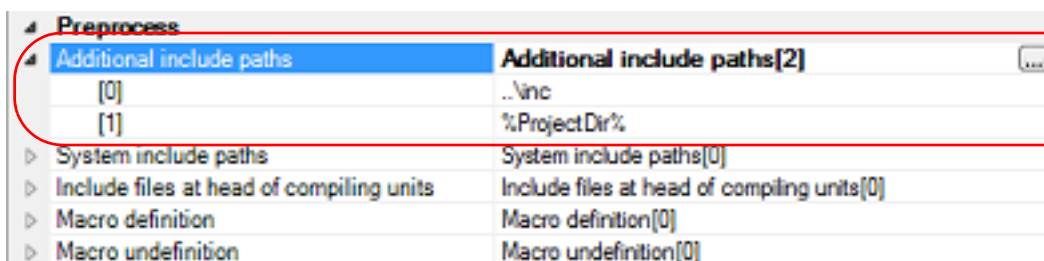 Preprocess
Additional include paths Additional include paths[2] ...
[0] ..\inc
[1] %ProjectDir%
System include paths System include paths[0]
Include files at head of compiling units Include files at head of compiling units[0]
Macro definition Macro definition[0]
Macro undefinition Macro undefinition[0]